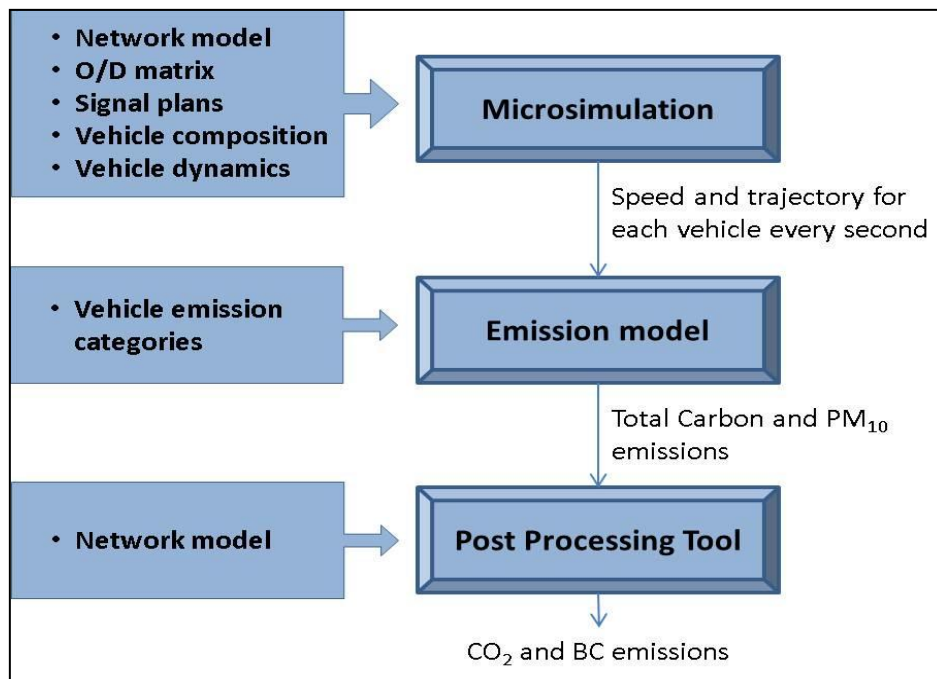 • Network model
• O/D matrix
• Signal plans
• Vehicle composition
• Vehicle dynamics
Microsimulation
Speed and trajectory for
each vehicle every second
• Vehicle emission
categories
Emission model
Total Carbon and PM₁₀
emissions
• Network model
Post Processing Tool
CO₂ and BC emissions